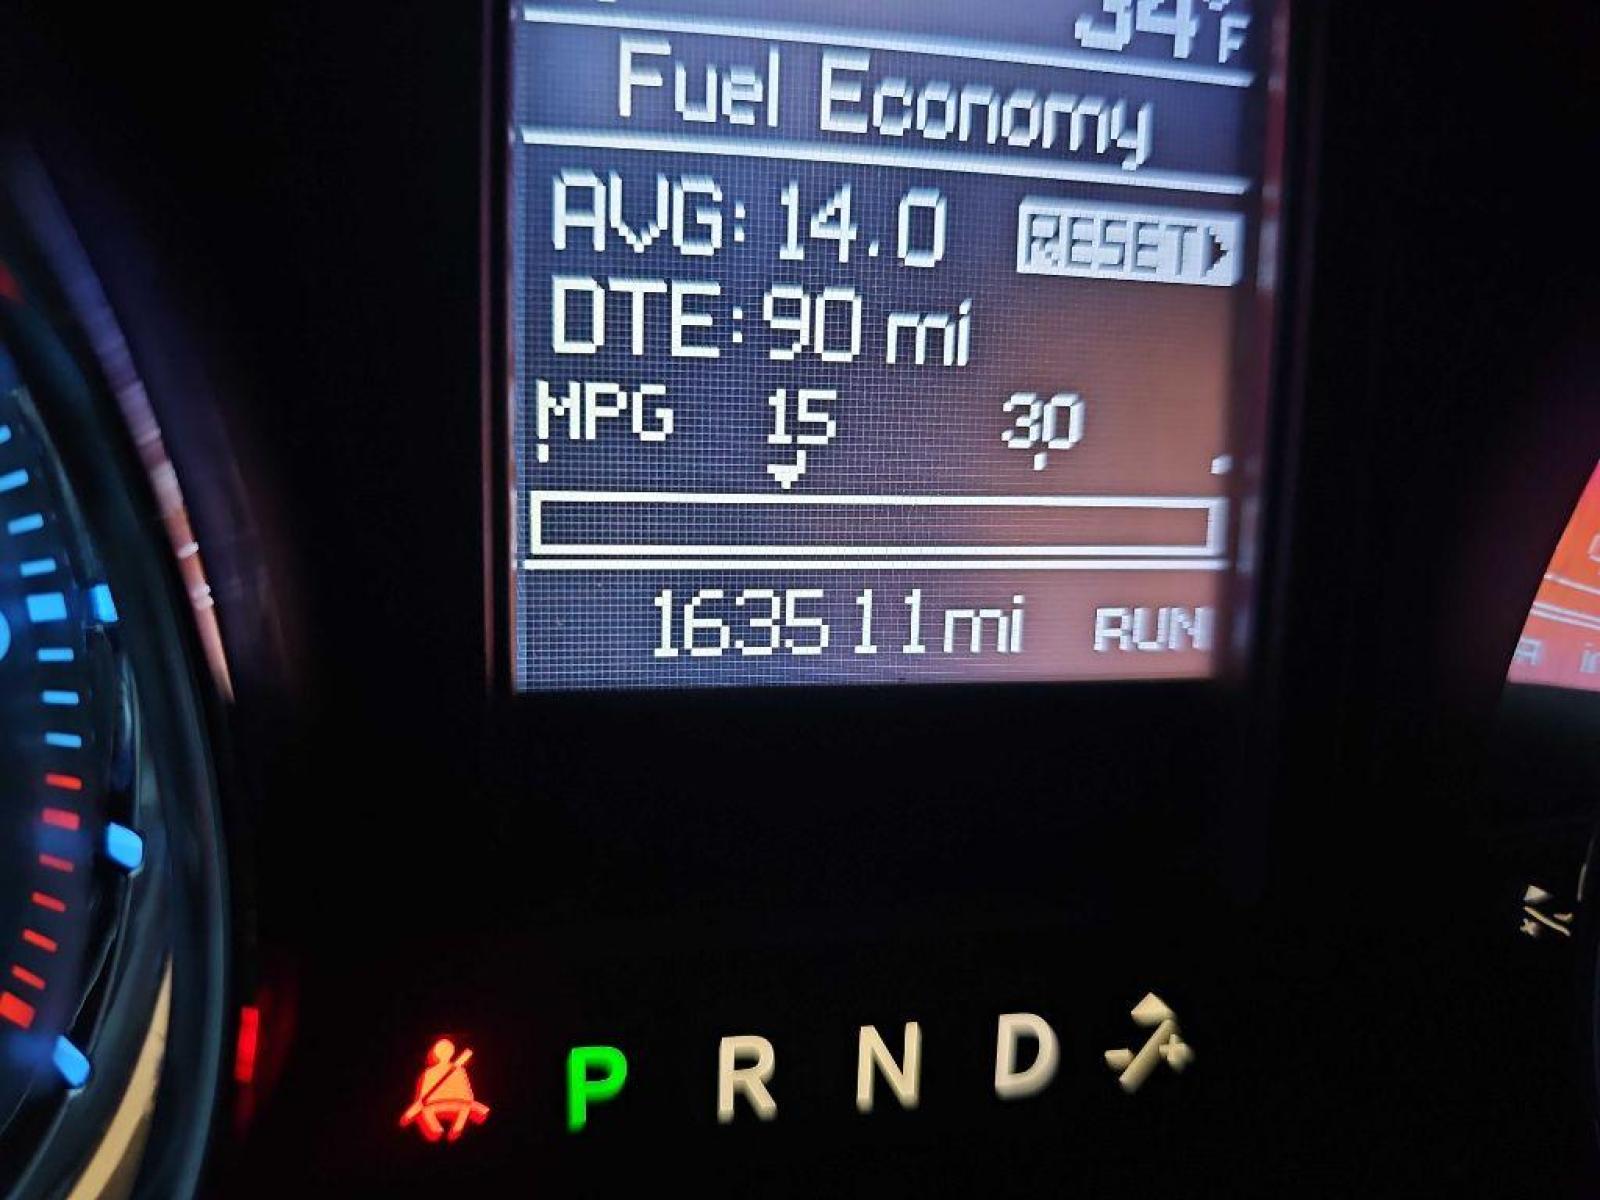 34°F
Fuel Economy
AVG: 14.0 RESET
DTE: 90 mi
MPG 15 30
163511mi RUN
P R N D